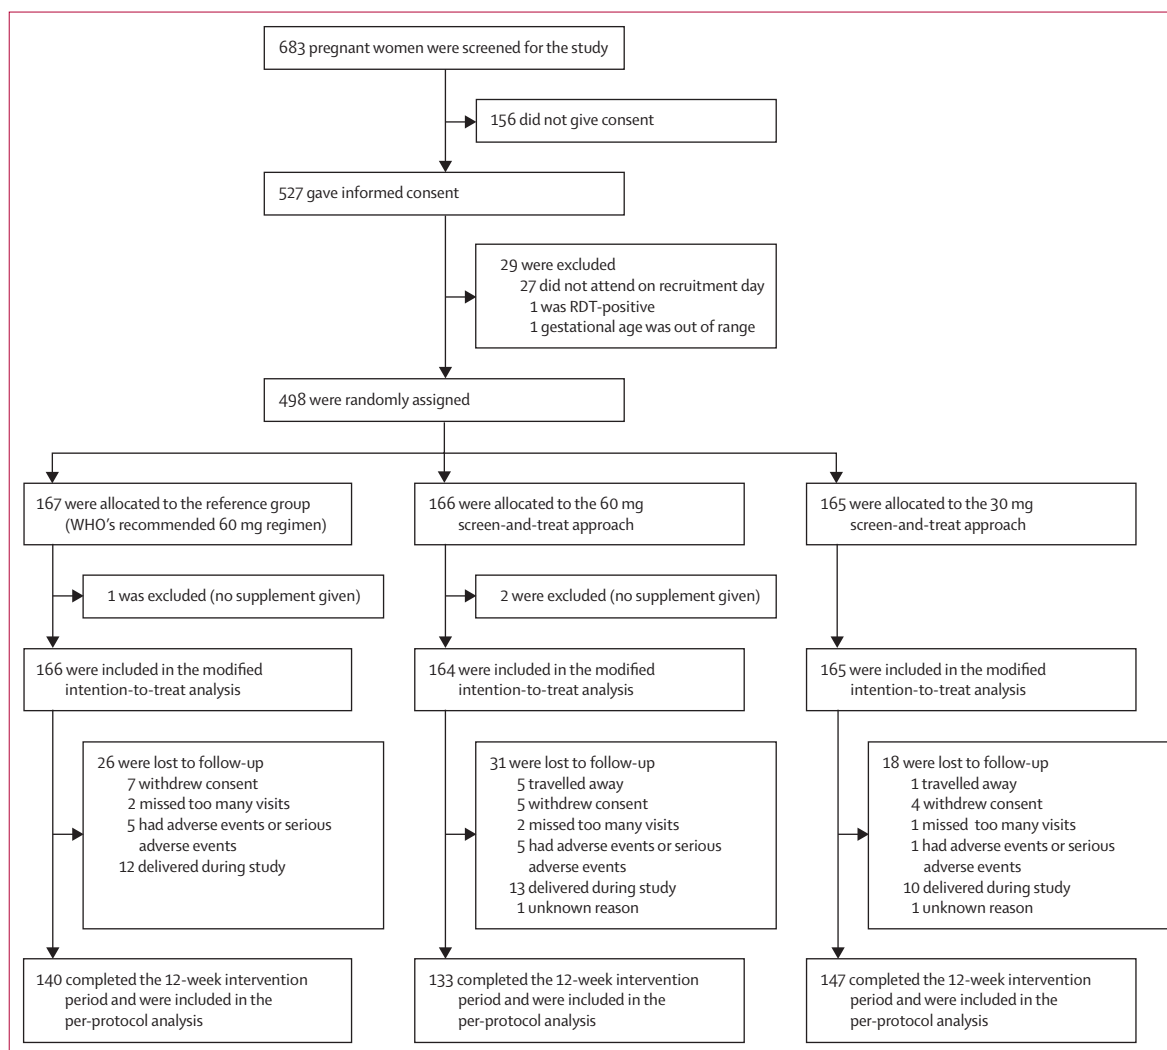 683 pregnant women were screened for the study
156 did not give consent
527 gave informed consent
29 were excluded
27 did not attend on recruitment day
1 was RDT-positive
1 gestational age was out of range
498 were randomly assigned
167 were allocated to the reference group
(WHO's recommended 60 mg regimen)
166 were allocated to the 60 mg
screen-and-treat approach
165 were allocated to the 30 mg
screen-and-treat approach
1 was excluded (no supplement given)
2 were excluded (no supplement given)
166 were included in the modified
intention-to-treat analysis
164 were included in the modified
intention-to-treat analysis
165 were included in the modified
intention-to-treat analysis
26 were lost to follow-up
7 withdrew consent
2 missed too many visits
5 had adverse events or serious
adverse events
12 delivered during study
31 were lost to follow-up
5 travelled away
5 withdrew consent
2 missed too many visits
5 had adverse events or serious
adverse events
13 delivered during study
1 unknown reason
18 were lost to follow-up
1 travelled away
4 withdrew consent
1 missed too many visits
1 had adverse events or serious
adverse events
10 delivered during study
1 unknown reason
140 completed the 12-week intervention
period and were included in the
per-protocol analysis
133 completed the 12-week intervention
period and were included in the
per-protocol analysis
147 completed the 12-week intervention
period and were included in the
per-protocol analysis